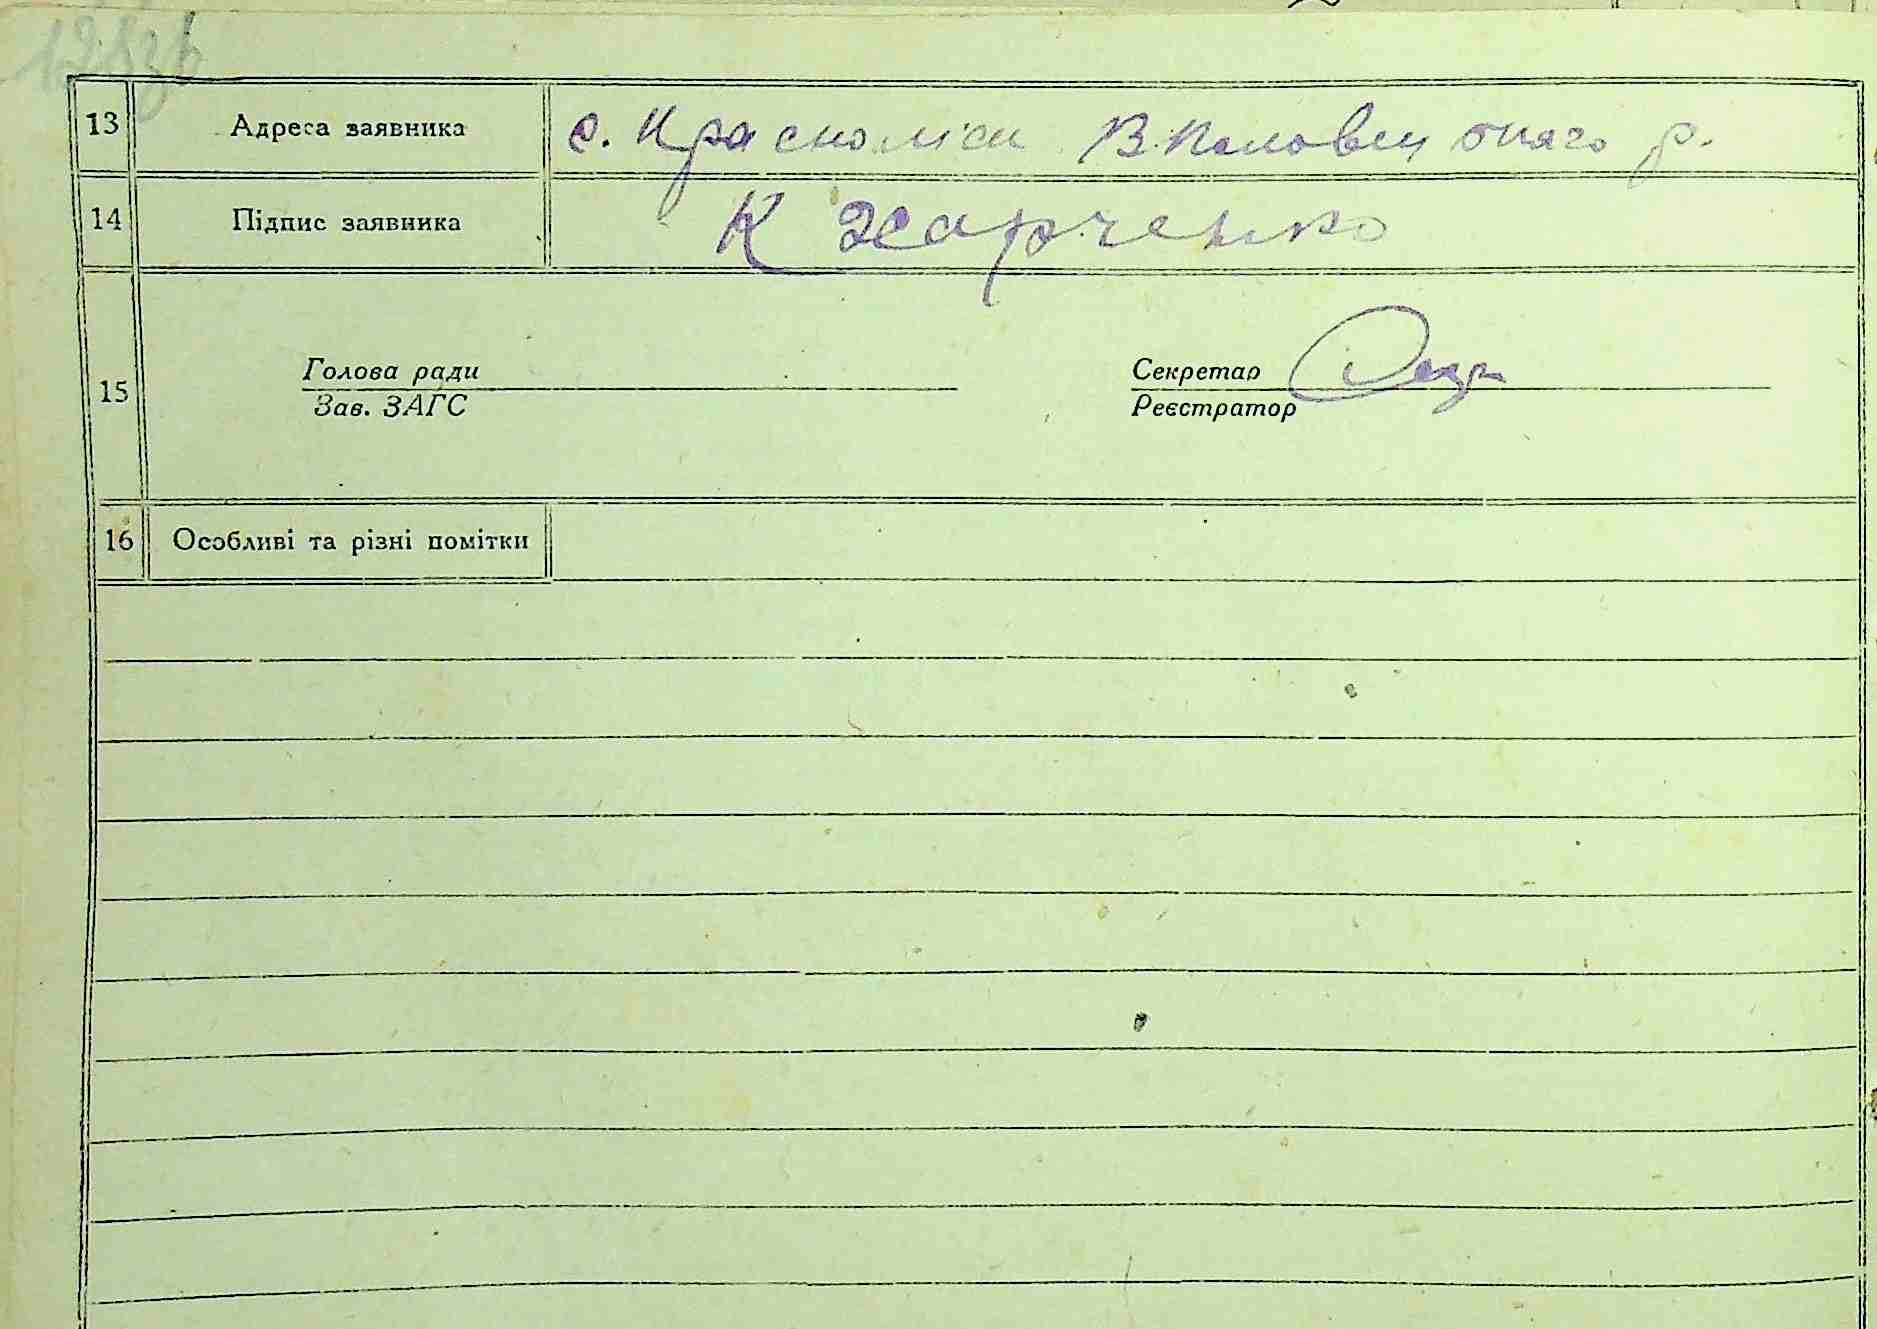 13 Адреса заявника с. Красноліси В. Половецького р.
14 Підпис заявника К Харченко
15
Голова ради
Зав. ЗАГС
Секретар
Реєстратор
16 Особливі та різні помітки